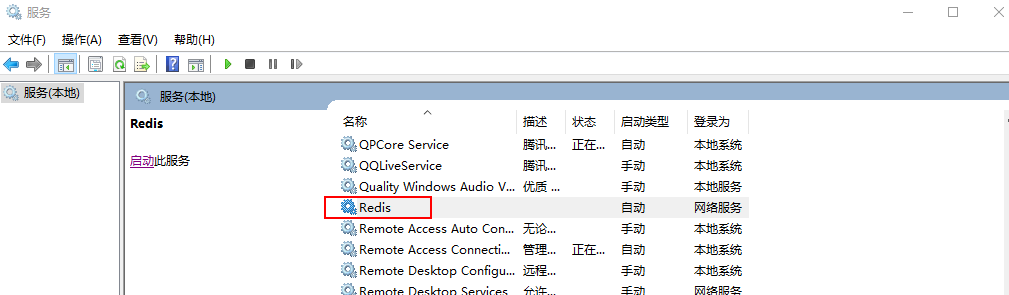 服务
文件(F) 操作(A) 查看(V) 帮助(H)
服务(本地)
服务(本地)
Redis
启动此服务
名称 描述 状态 启动类型 登录为
QPCore Service 腾讯... 正在... 自动 本地系统
QQLiveService 腾讯... 手动 本地系统
Quality Windows Audio V... 优质 ... 手动 本地服务
Redis 自动 网络服务
Remote Access Auto Con... 无论... 手动 本地系统
Remote Access Connecti... 管理... 正在... 自动 本地系统
Remote Desktop Configu... 远程... 手动 本地系统
Remote Desktop Services 允许... 手动 网络服务